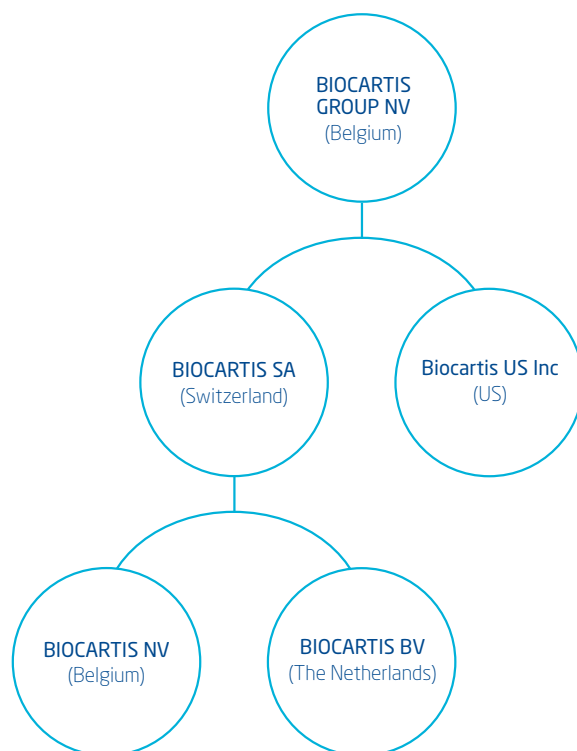 BIOCARTIS
GROUP NV
(Belgium)
BIOCARTIS SA
(Switzerland)
Biocartis US Inc
(US)
BIOCARTIS NV
(Belgium)
BIOCARTIS BV
(The Netherlands)